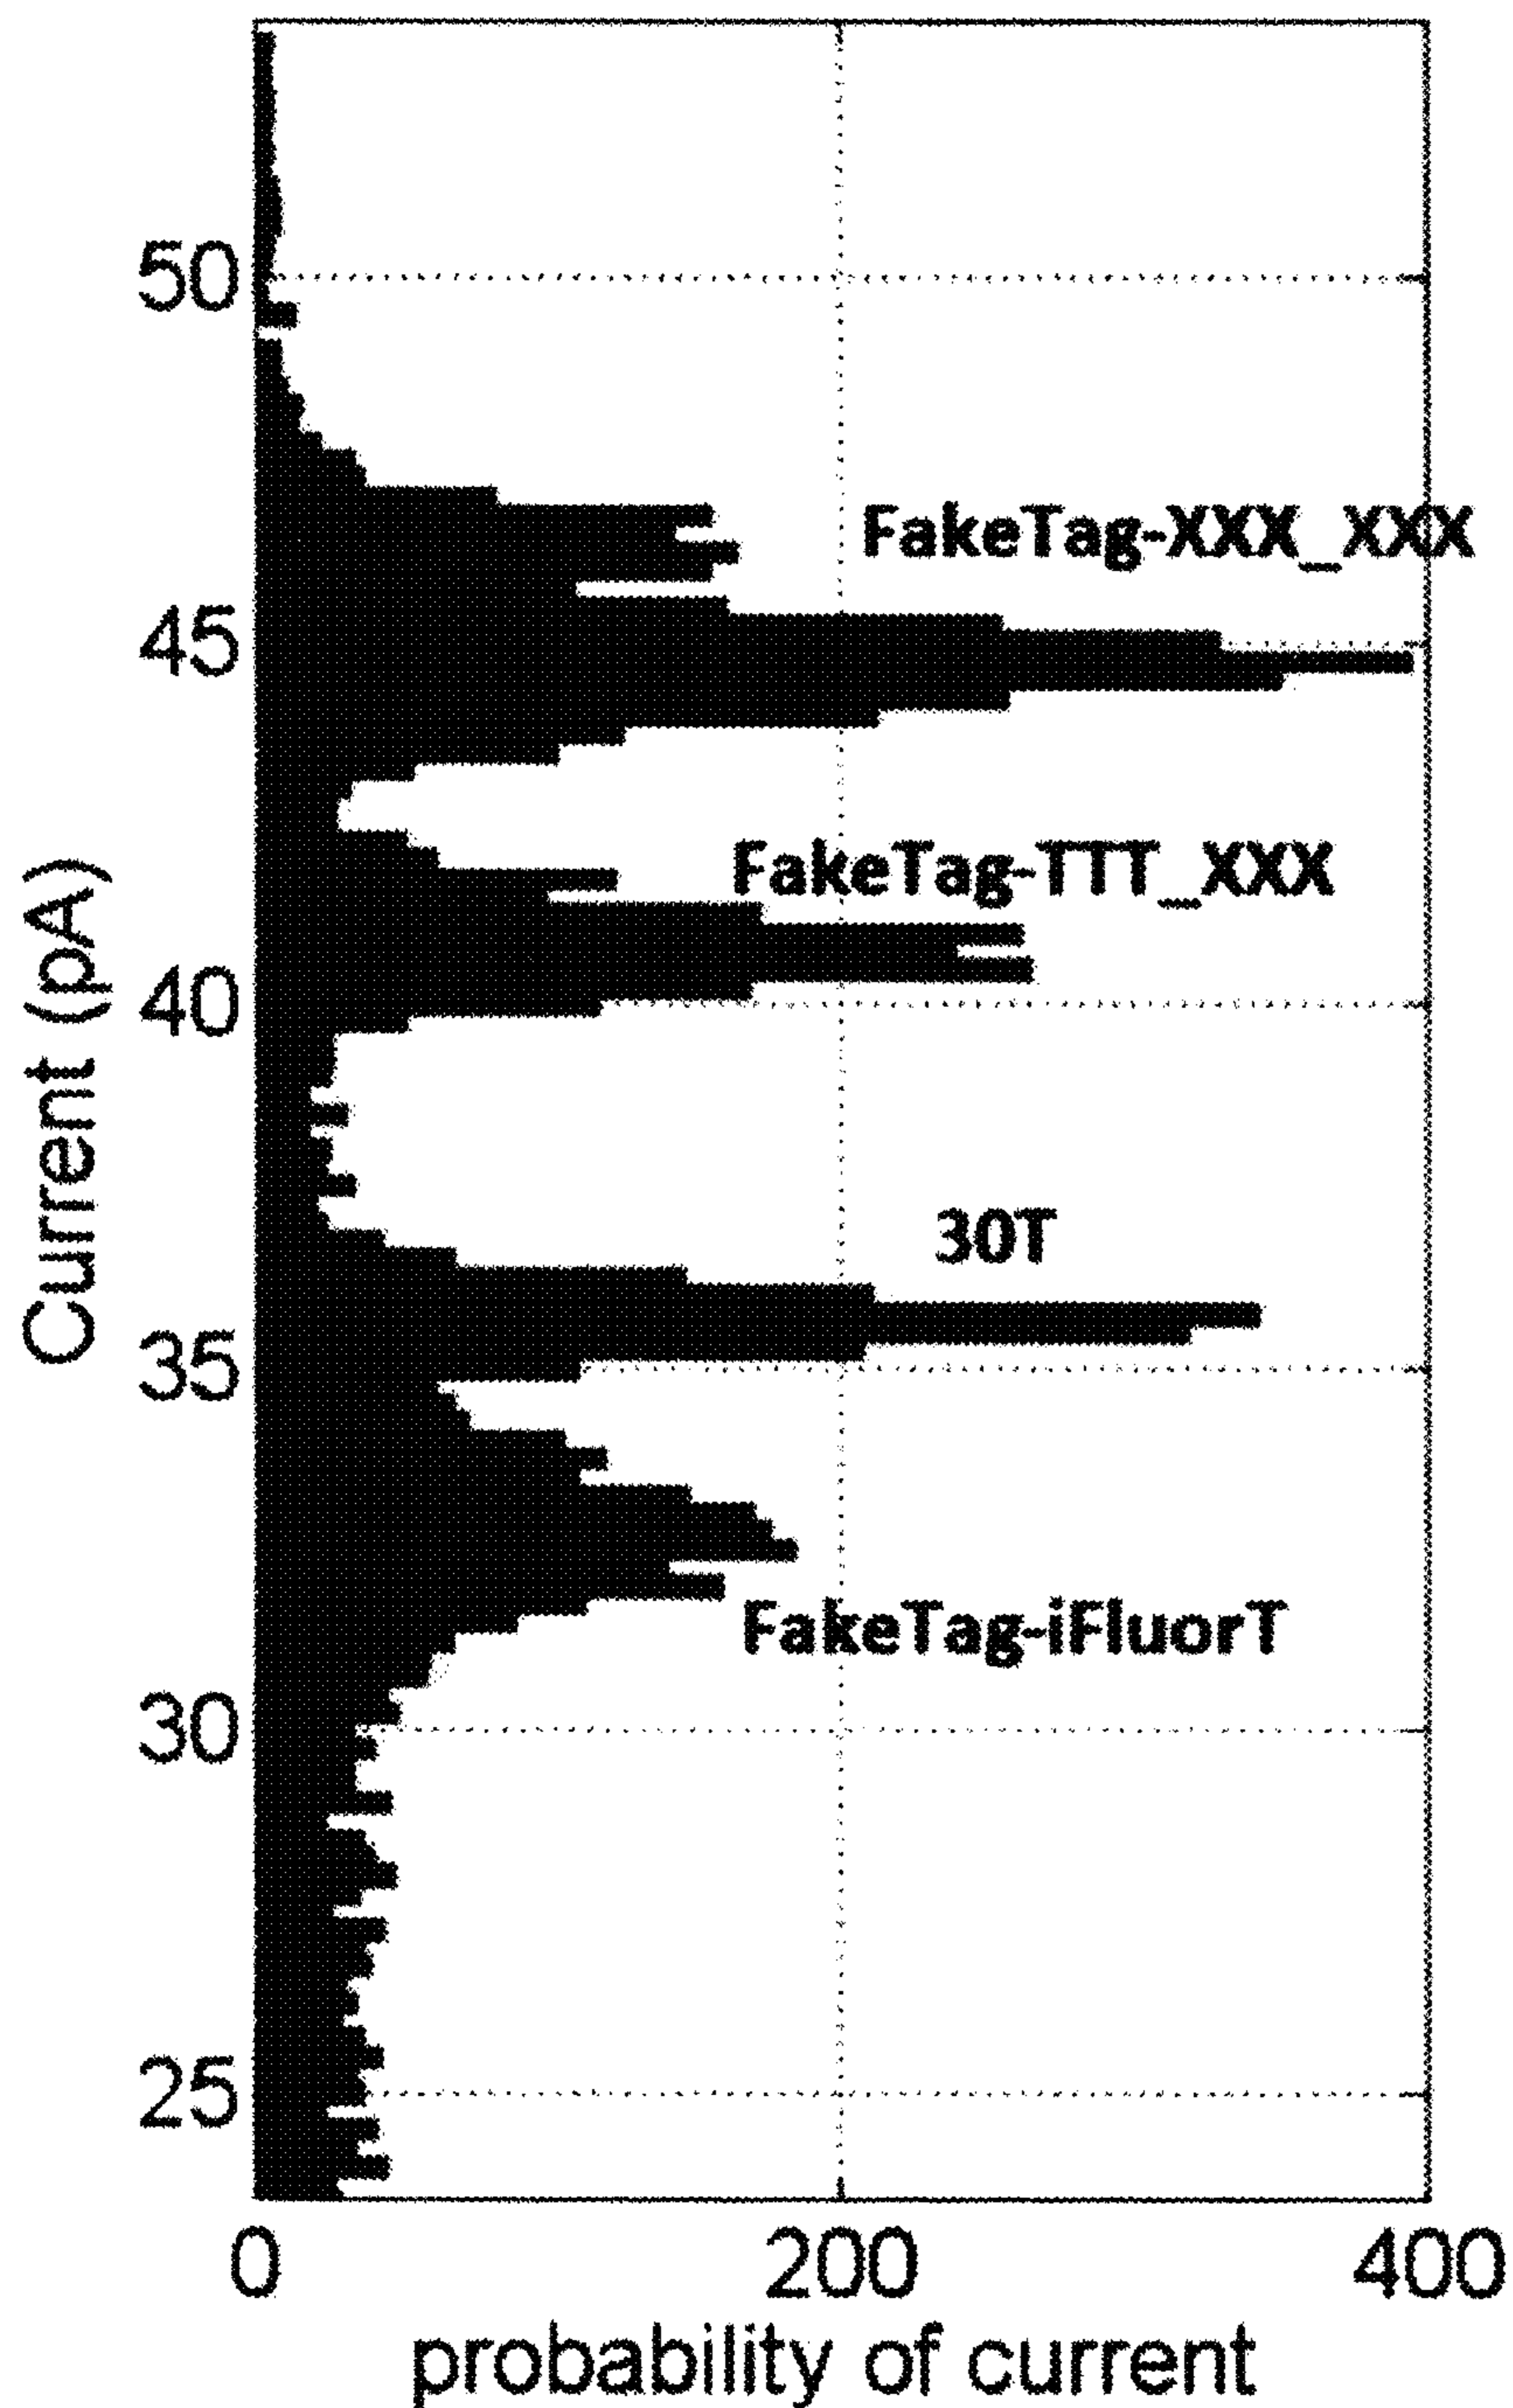 50
FakeTag-XXX_XXX
45
FakeTag-TTT_XXX
40
30T
35
FakeTag-iFluorT
30
25
0 200 400
Current (pA)
probability of current